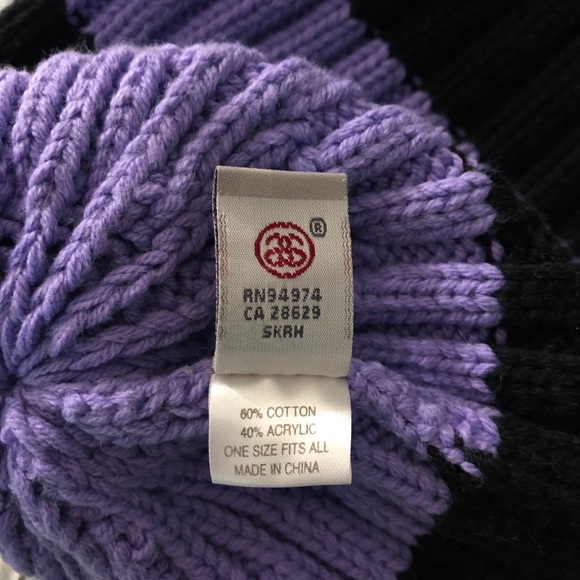 ®
RN94974
CA 28629
SKRH
60% COTTON
40% ACRYLIC
ONE SIZE FITS ALL
MADE IN CHINA